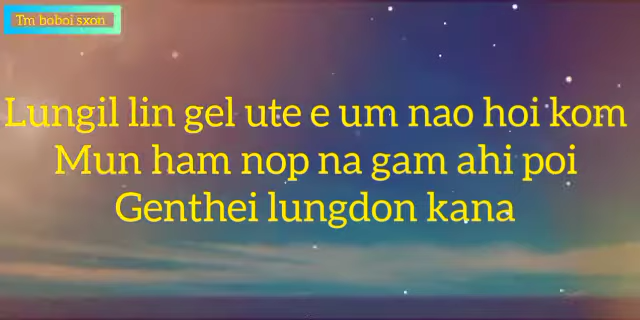 Tm boboi sxon
Lungil lin gel ute e um nao hoi kom
Mun ham nop na gam ahi poi
Genthei lungdon kana